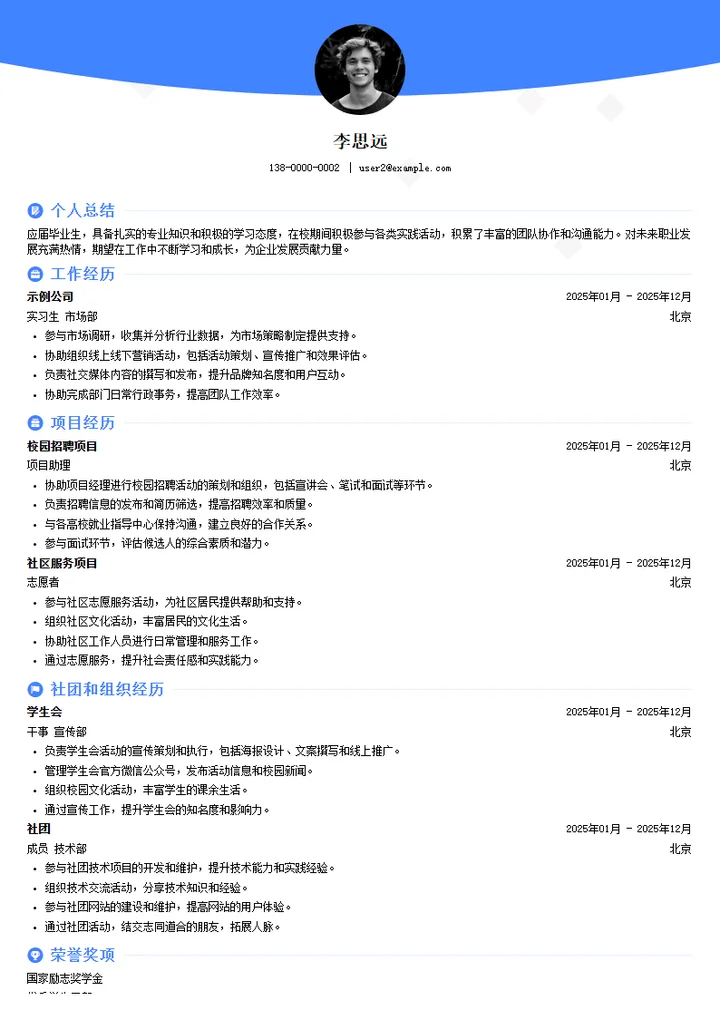 李思远
138-0000-0002 | user2@example.com
个人总结
应届毕业生，具备扎实的专业知识和积极的学习态度，在校期间积极参与各类实践活动，积累了丰富的团队协作和沟通能力。对未来职业发
展充满热情，期望在工作中不断学习和成长，为企业发展贡献力量。
工作经历
示例公司 2025年01月 - 2025年12月
实习生 市场部 北京
• 参与市场调研，收集并分析行业数据，为市场策略制定提供支持。
• 协助组织线上线下营销活动，包括活动策划、宣传推广和效果评估。
• 负责社交媒体内容的撰写和发布，提升品牌知名度和用户互动。
• 协助完成部门日常行政事务，提高团队工作效率。
项目经历
校园招聘项目 2025年01月 - 2025年12月
项目助理 北京
• 协助项目经理进行校园招聘活动的策划和组织，包括宣讲会、笔试和面试等环节。
• 负责招聘信息的发布和简历筛选，提高招聘效率和质量。
• 与各高校就业指导中心保持沟通，建立良好的合作关系。
• 参与面试环节，评估候选人的综合素质和潜力。
社区服务项目 2025年01月 - 2025年12月
志愿者 北京
• 参与社区志愿服务活动，为社区居民提供帮助和支持。
• 组织社区文化活动，丰富居民的文化生活。
• 协助社区工作人员进行日常管理和服务工作。
• 通过志愿服务，提升社会责任感和实践能力。
社团和组织经历
学生会 2025年01月 - 2025年12月
干事 宣传部 北京
• 负责学生会活动的宣传策划和执行，包括海报设计、文案撰写和线上推广。
• 管理学生会官方微信公众号，发布活动信息和校园新闻。
• 组织校园文化活动，丰富学生的课余生活。
• 通过宣传工作，提升学生会的知名度和影响力。
社团 2025年01月 - 2025年12月
成员 技术部 北京
• 参与社团技术项目的开发和维护，提升技术能力和实践经验。
• 组织技术交流活动，分享技术知识和经验。
• 参与社团网站的建设和维护，提高网站的用户体验。
• 通过社团活动，结交志同道合的朋友，拓展人脉。
荣誉奖项
国家励志奖学金